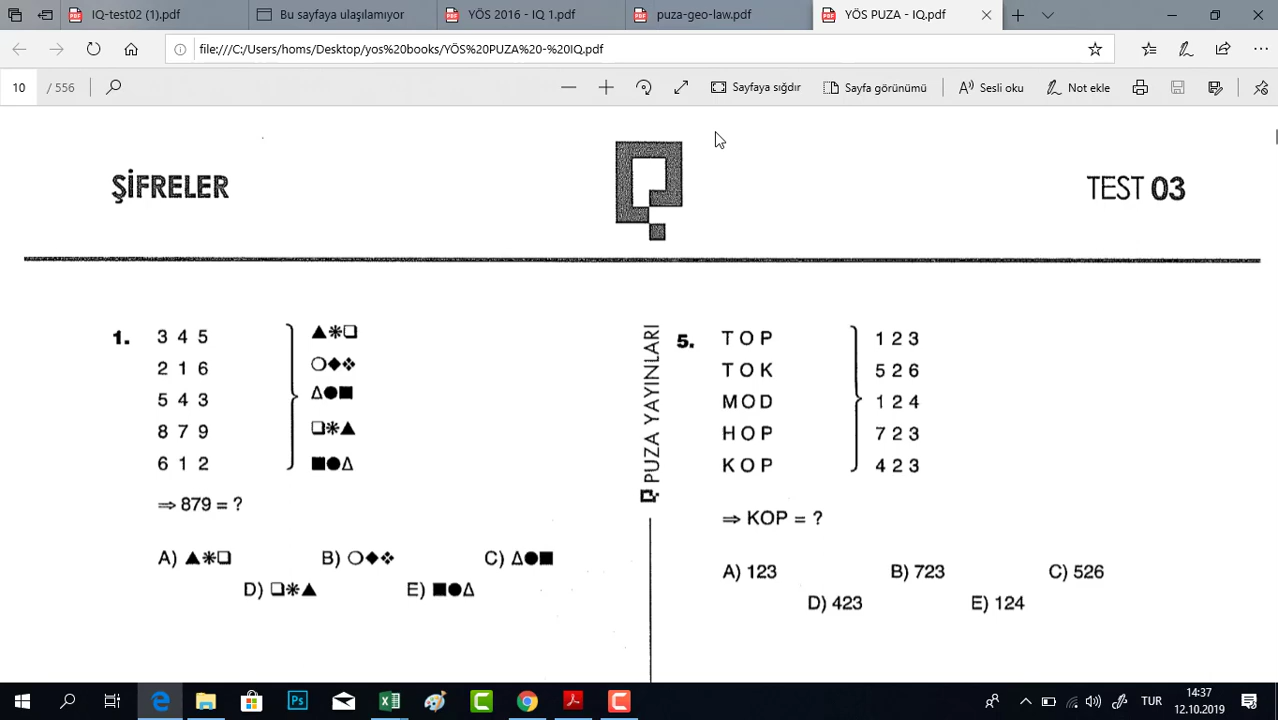 IQ-test02 (1).pdf
Bu sayfaya ulaşılamıyor
YÖS 2016 - IQ 1.pdf
puza-geo-law.pdf
YÖS PUZA - IQ.pdf
file:///C:/Users/homs/Desktop/yos%20books/YÖS%20PUZA%20-%20IQ.pdf
10 / 556
Sayfaya sığdır
Sayfa görünümü
Sesli oku
Not ekle
ŞİFRELER
TEST 03
1.
3 4 5 ▲❋❑
2 1 6 ❍◆❖
5 4 3 Δ●■
8 7 9 ❑❋▲
6 1 2 ■●Δ
⇒ 879 = ?
A) ▲❋❑ B) ❍◆❖ C) Δ●■
D) ❑❋▲ E) ■●Δ
PUZA YAYINLARI
5.
T O P 1 2 3
T O K 5 2 6
M O D 1 2 4
H O P 7 2 3
K O P 4 2 3
⇒ KOP = ?
A) 123 B) 723 C) 526
D) 423 E) 124
Ps
TUR
14:37
12.10.2019